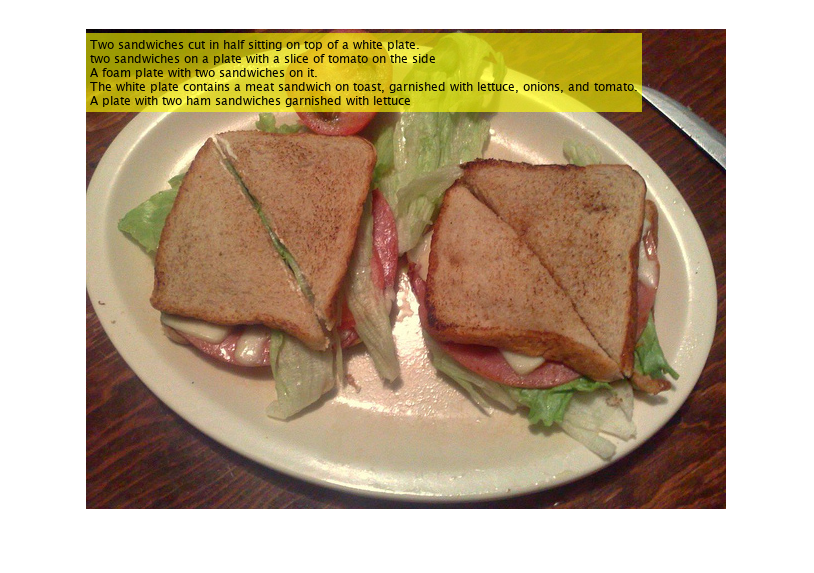 Two sandwiches cut in half sitting on top of a white plate.
two sandwiches on a plate with a slice of tomato on the side
A foam plate with two sandwiches on it.
The white plate contains a meat sandwich on toast, garnished with lettuce, onions, and tomato.
A plate with two ham sandwiches garnished with lettuce